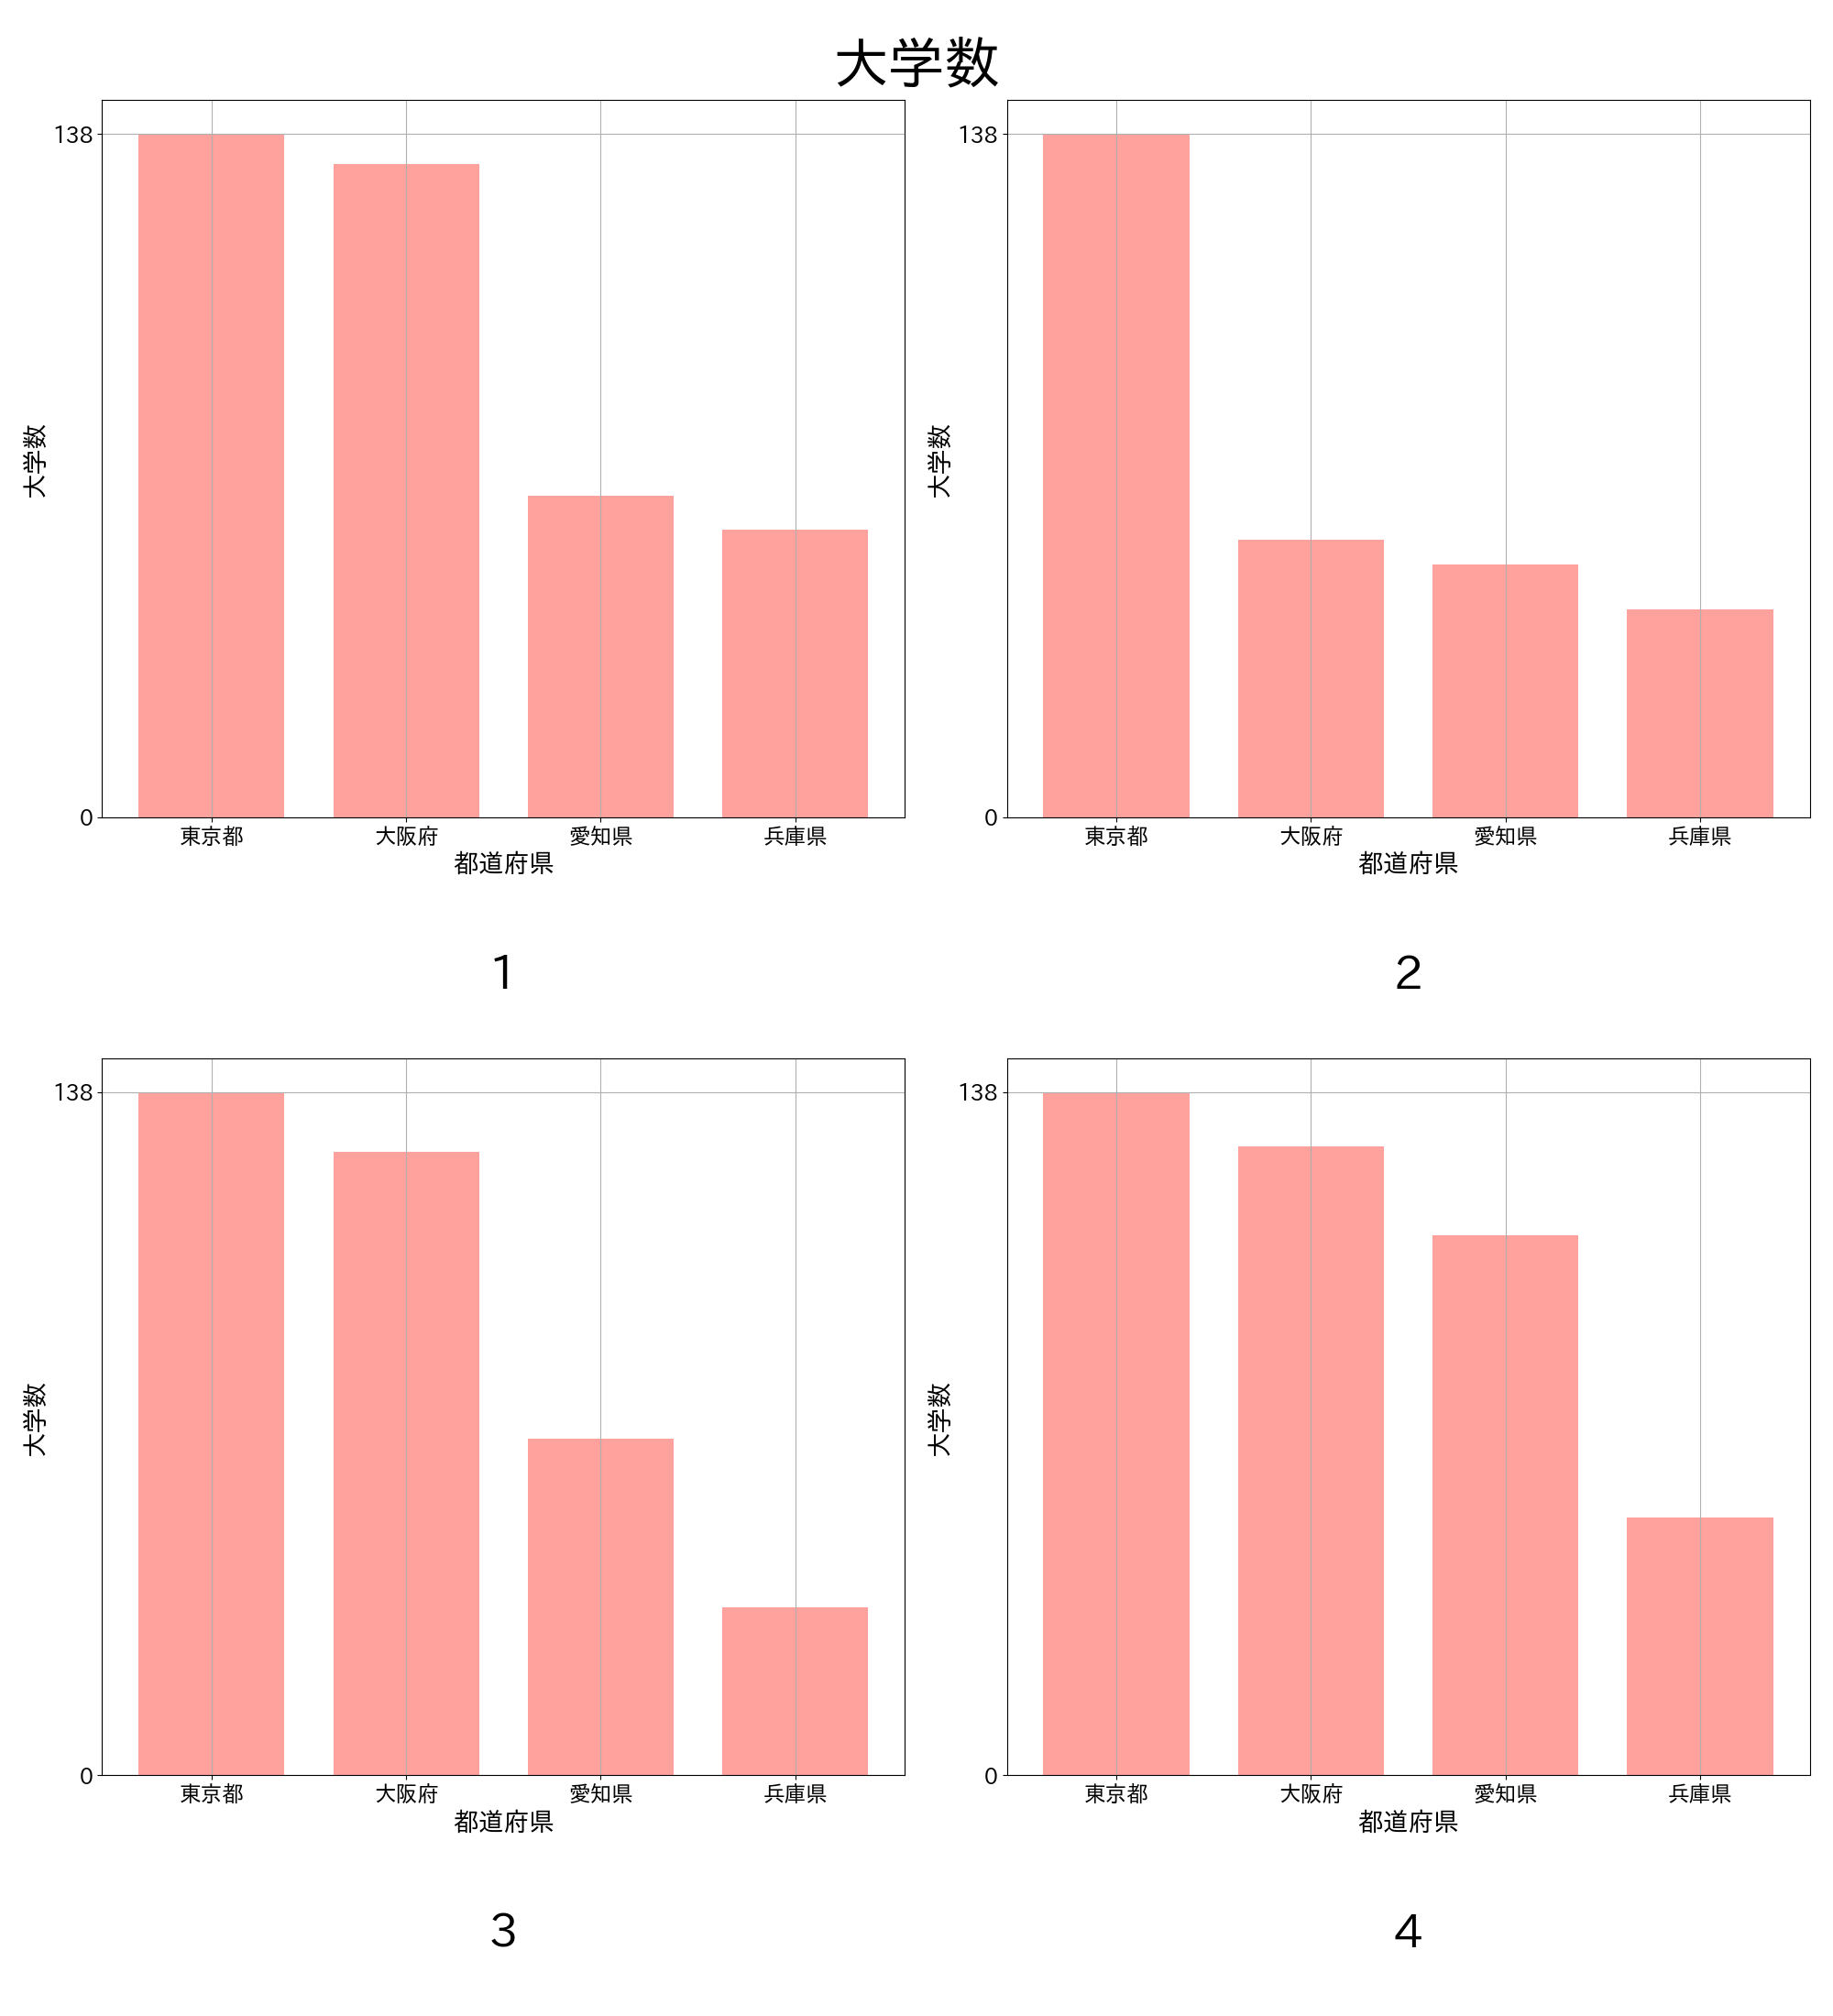 大学数
138
0
大学数
東京都 大阪府 愛知県 兵庫県
都道府県
1
138
0
大学数
東京都 大阪府 愛知県 兵庫県
都道府県
2
138
0
大学数
東京都 大阪府 愛知県 兵庫県
都道府県
3
138
0
大学数
東京都 大阪府 愛知県 兵庫県
都道府県
4